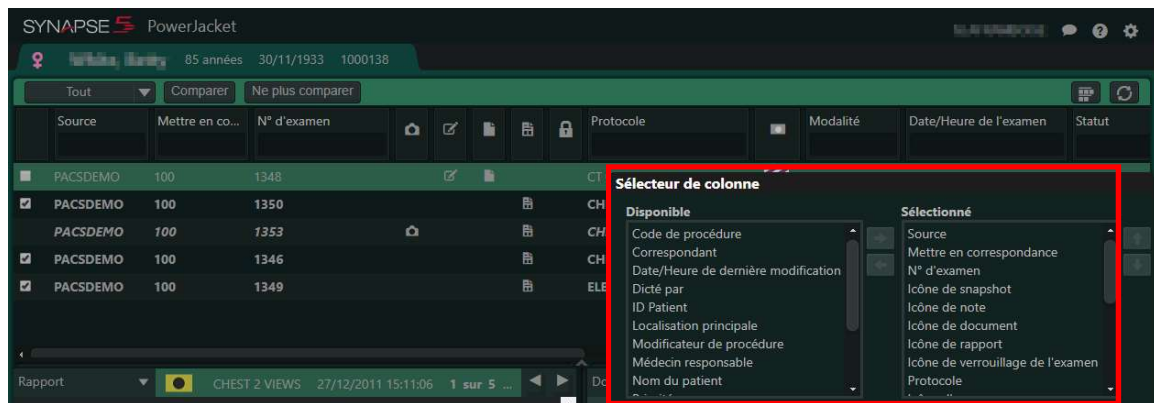 SYNAPSE 5 PowerJacket
85 années 30/11/1933 1000138
Tout Comparer Ne plus comparer
Source Mettre en co... N° d'examen Protocole Modalité Date/Heure de l'examen Statut
PACSDEMO 100 1348 CT
PACSDEMO 100 1350 CH
PACSDEMO 100 1353 CH
PACSDEMO 100 1346 CH
PACSDEMO 100 1349 ELE
Sélecteur de colonne
Disponible
Code de procédure
Correspondant
Date/Heure de dernière modification
Dicté par
ID Patient
Localisation principale
Modificateur de procédure
Médecin responsable
Nom du patient
Sélectionné
Source
Mettre en correspondance
N° d'examen
Icône de snapshot
Icône de note
Icône de document
Icône de rapport
Icône de verrouillage de l'examen
Protocole
Rapport CHEST 2 VIEWS 27/12/2011 15:11:06 1 sur 5 ... Do